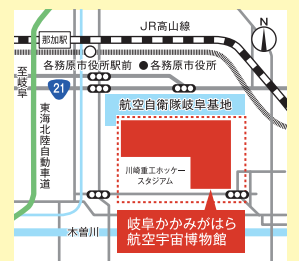 JR高山線
N
那加駅
各務原市役所駅前
各務原市役所
至岐阜
21
東海北陸自動車道
航空自衛隊岐阜基地
川崎重工ホッケー
スタジアム
岐阜かかみがはら
航空宇宙博物館
木曽川